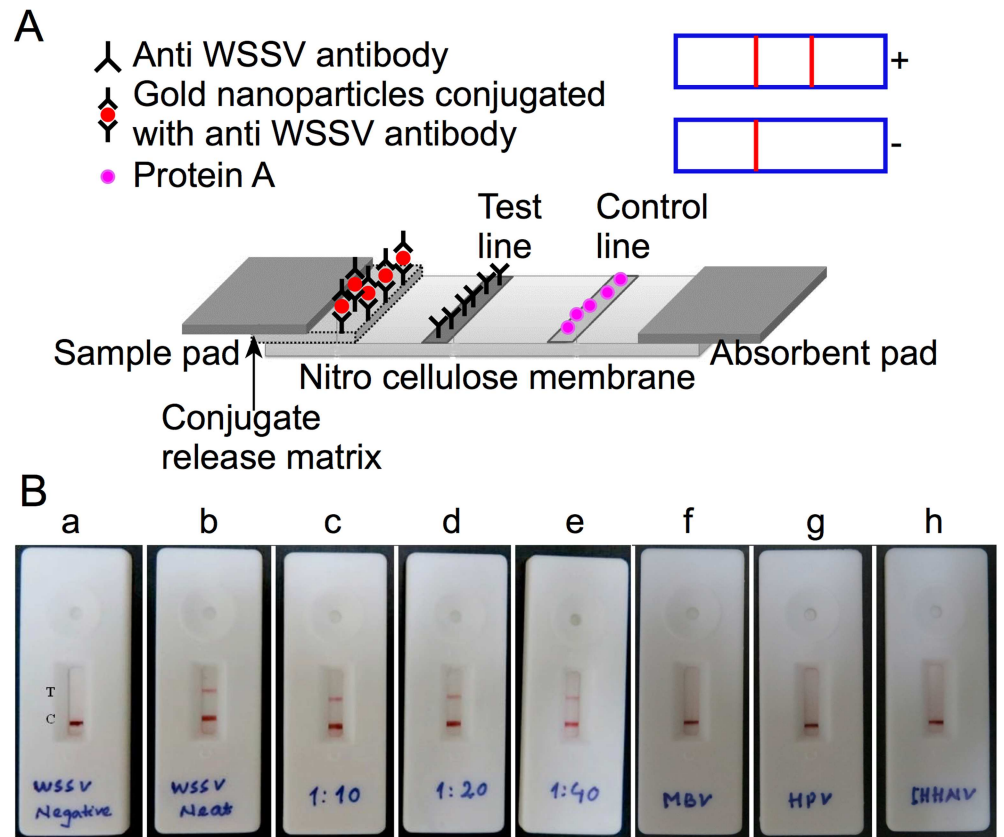 A
Anti WSSV antibody
Gold nanoparticles conjugated
with anti WSSV antibody
Protein A
+
-
Test
line
Control
line
Sample pad
Absorbent pad
Nitro cellulose membrane
Conjugate
release matrix
B
a b c d e f g h
T
C
WSSV
Negative
WSSV
Neat
1:10
1:20
1:40
MBV
HPV
IHHNV